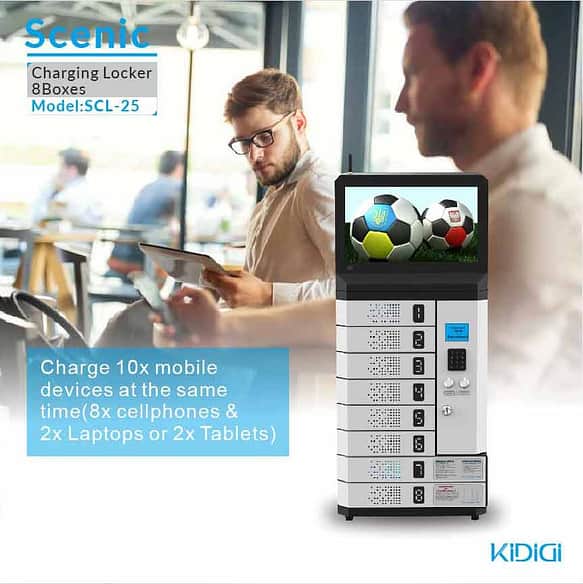 Scenic
Charging Locker
8Boxes
Model:SCL-25
1
2
3
4
5
6
7
8
Charge 10x mobile
devices at the same
time(8x cellphones &
2x Laptops or 2x Tablets)
KiDiGi